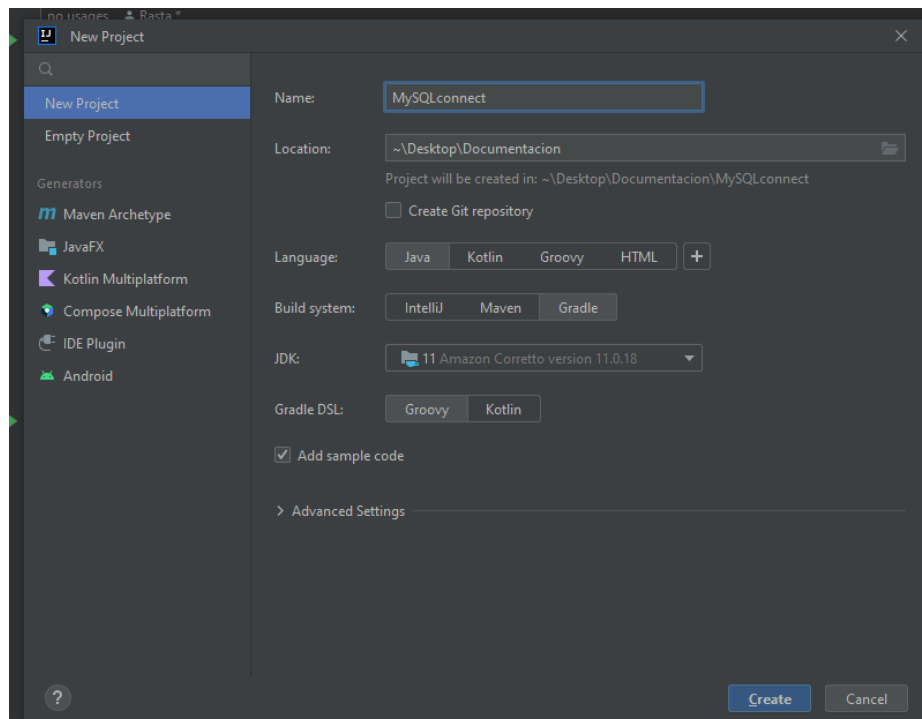 no usages Rasta *
New Project
New Project
Empty Project
Generators
Maven Archetype
JavaFX
Kotlin Multiplatform
Compose Multiplatform
IDE Plugin
Android
Name: MySQLconnect
Location: ~\Desktop\Documentacion
Project will be created in: ~\Desktop\Documentacion\MySQLconnect
Create Git repository
Language: Java Kotlin Groovy HTML +
Build system: IntelliJ Maven Gradle
JDK: 11 Amazon Corretto version 11.0.18
Gradle DSL: Groovy Kotlin
Add sample code
Advanced Settings
? Create Cancel